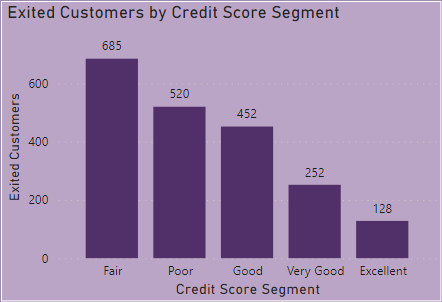 Exited Customers by Credit Score Segment
685
520
452
252
128
600
400
200
0
Exited Customers
Fair Poor Good Very Good Excellent
Credit Score Segment